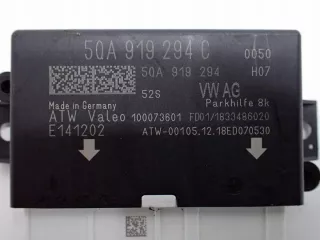 5QA 919 294 C 0050
5QA 919 294 H07
52S VW AG
Made in Germany Parkhilfe 8k
ATW Valeo 100073601 FD01/1833486020
E141202 ATW-00105.12.18ED070530